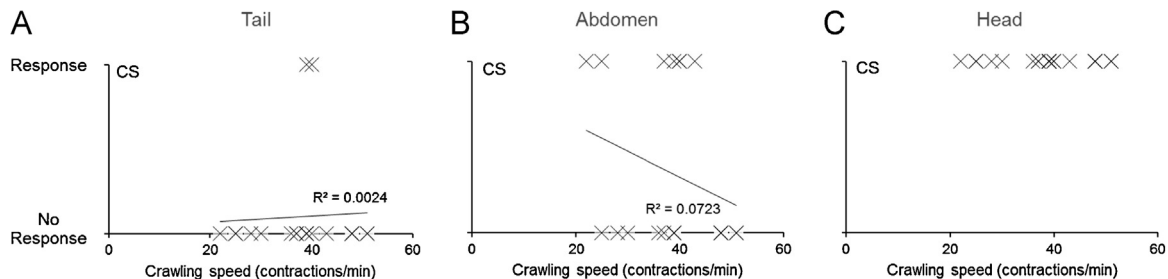 A
Tail
B
Abdomen
C
Head
Response
CS
CS
CS
R² = 0.0024
R² = 0.0723
No
Response
0
20
40
60
0
20
40
60
0
20
40
60
Crawling speed (contractions/min)
Crawling speed (contractions/min)
Crawling speed (contractions/min)